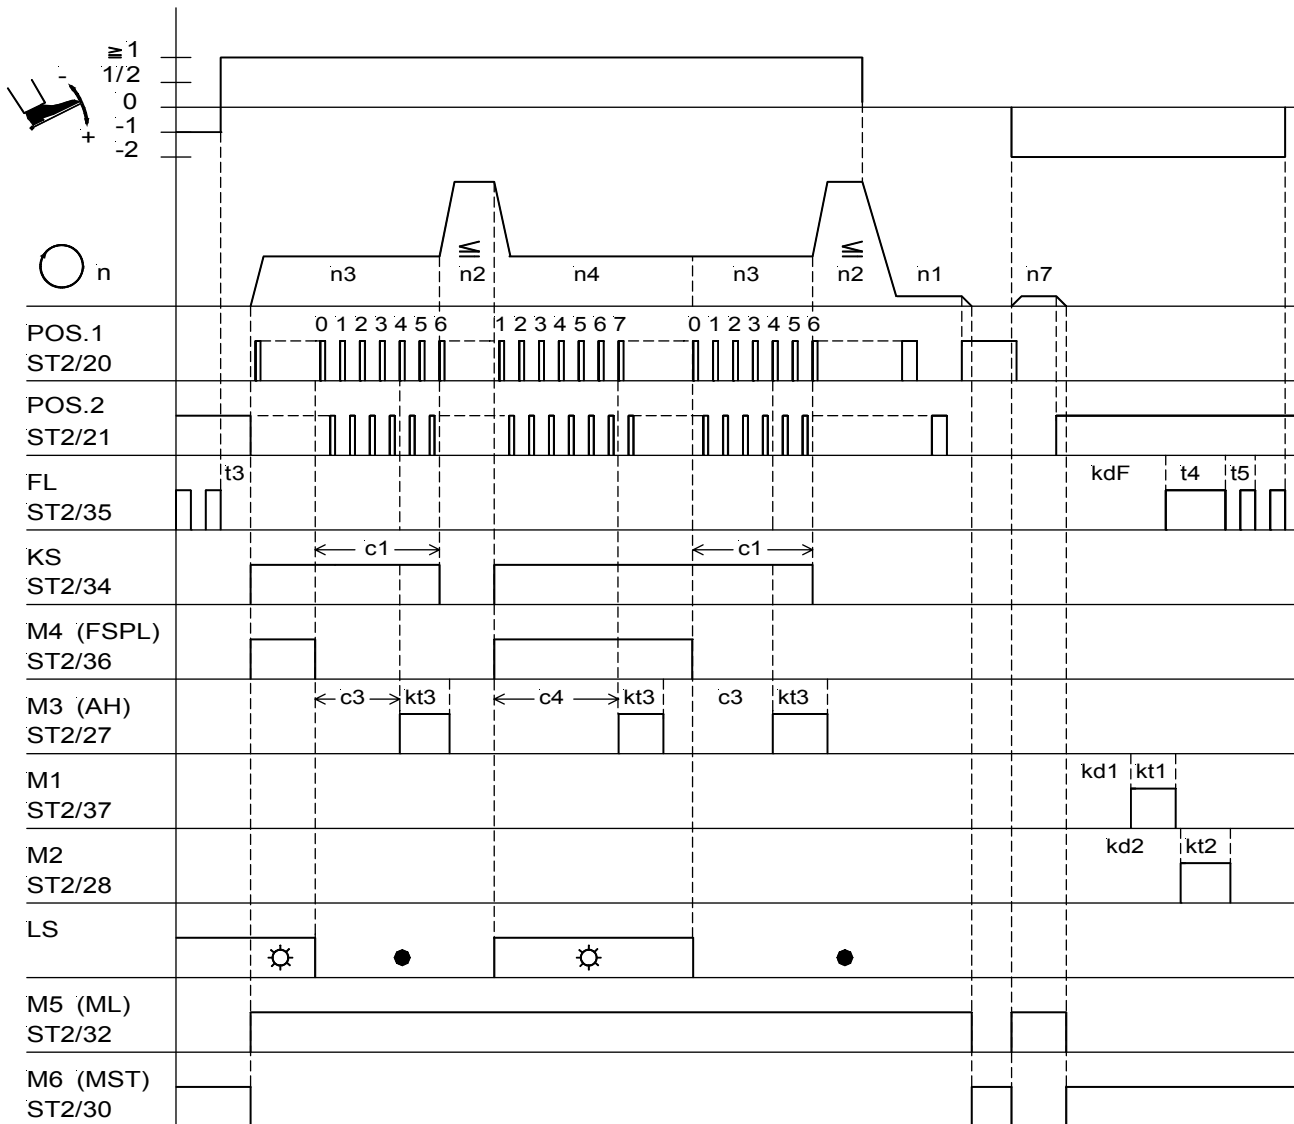 ≧ 1
1/2
0
-1
-2
-
+
n
n3 ≦ n2 n4 n3 ≦ n2 n1 n7
POS.1
ST2/20
0 1 2 3 4 5 6 1 2 3 4 5 6 7 0 1 2 3 4 5 6
POS.2
ST2/21
FL
ST2/35
t3 kdF t4 t5
KS
ST2/34
c1 c1
M4 (FSPL)
ST2/36
M3 (AH)
ST2/27
c3 kt3 c4 kt3 c3 kt3
M1
ST2/37
kd1 kt1
M2
ST2/28
kd2 kt2
LS
M5 (ML)
ST2/32
M6 (MST)
ST2/30